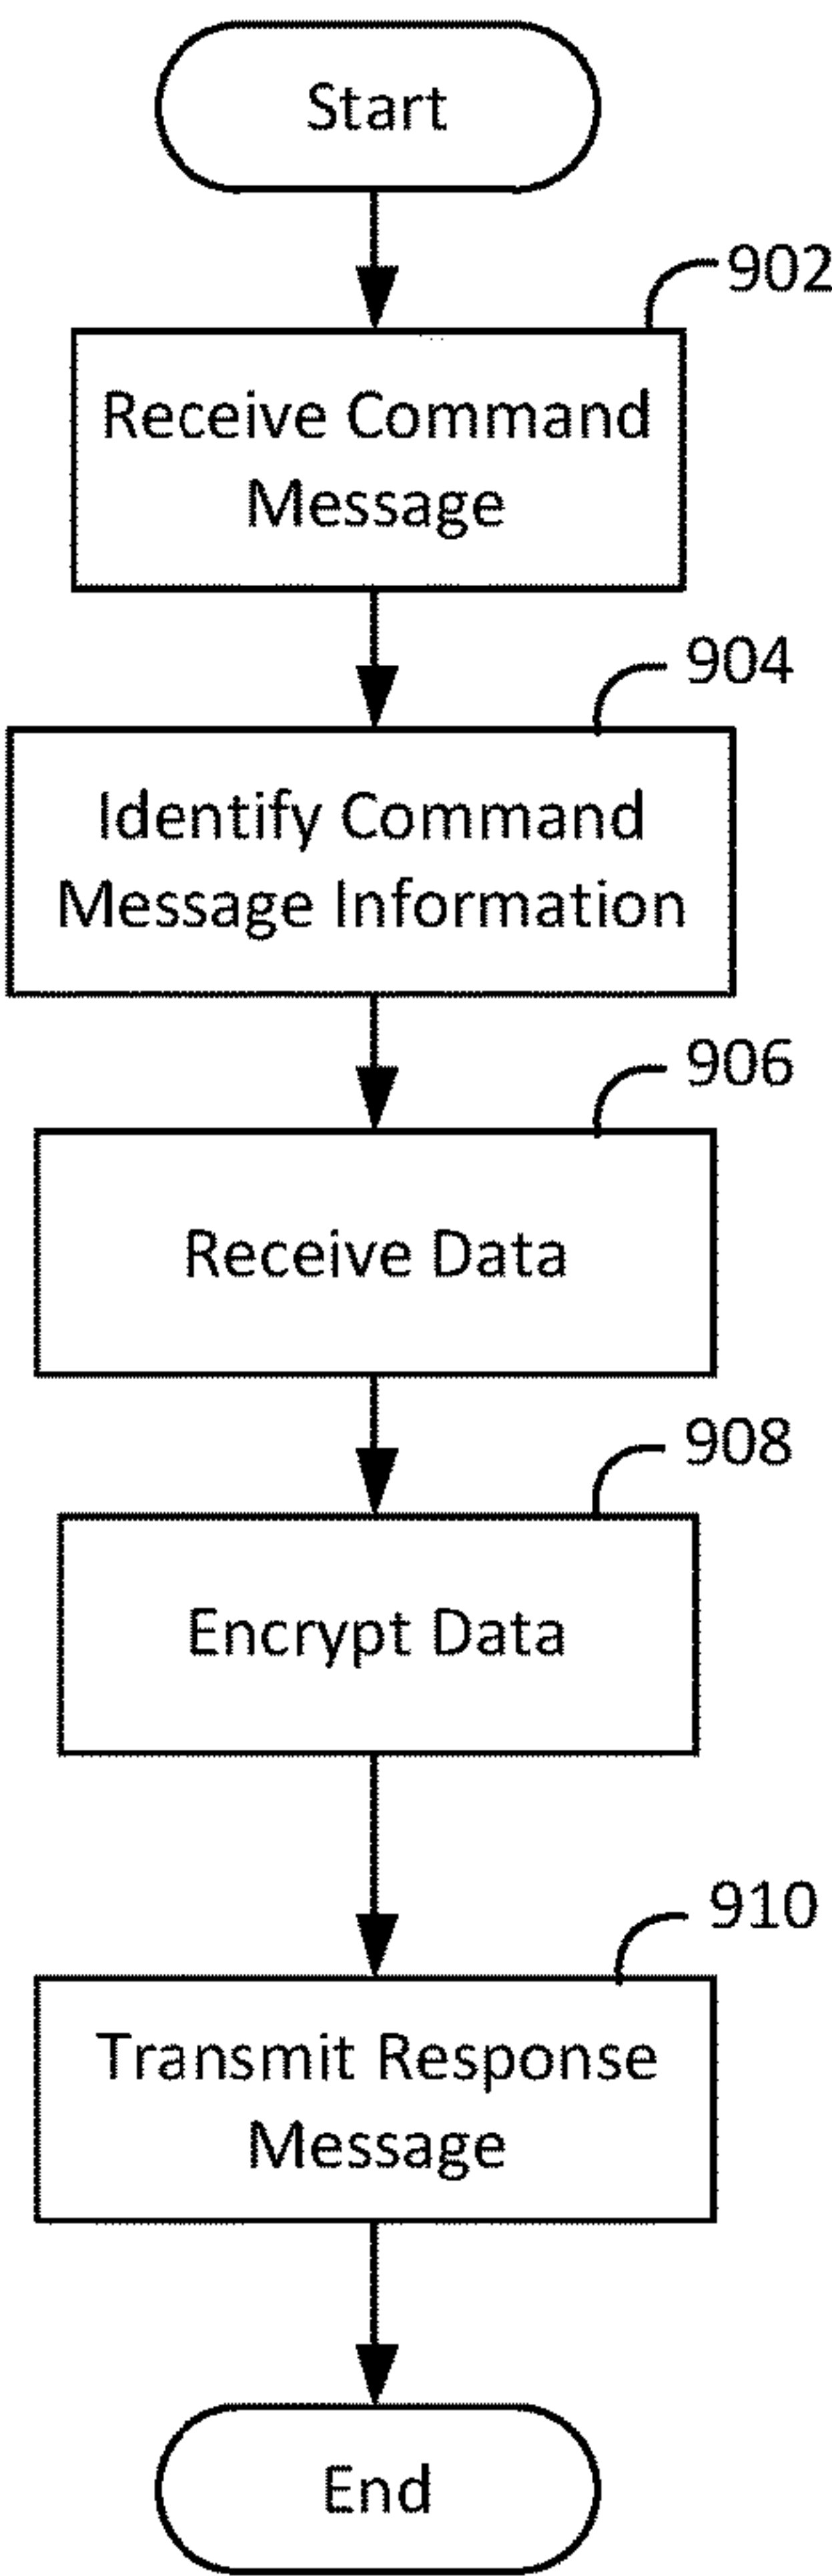 Start
902
Receive Command
Message
904
Identify Command
Message Information
906
Receive Data
908
Encrypt Data
910
Transmit Response
Message
End